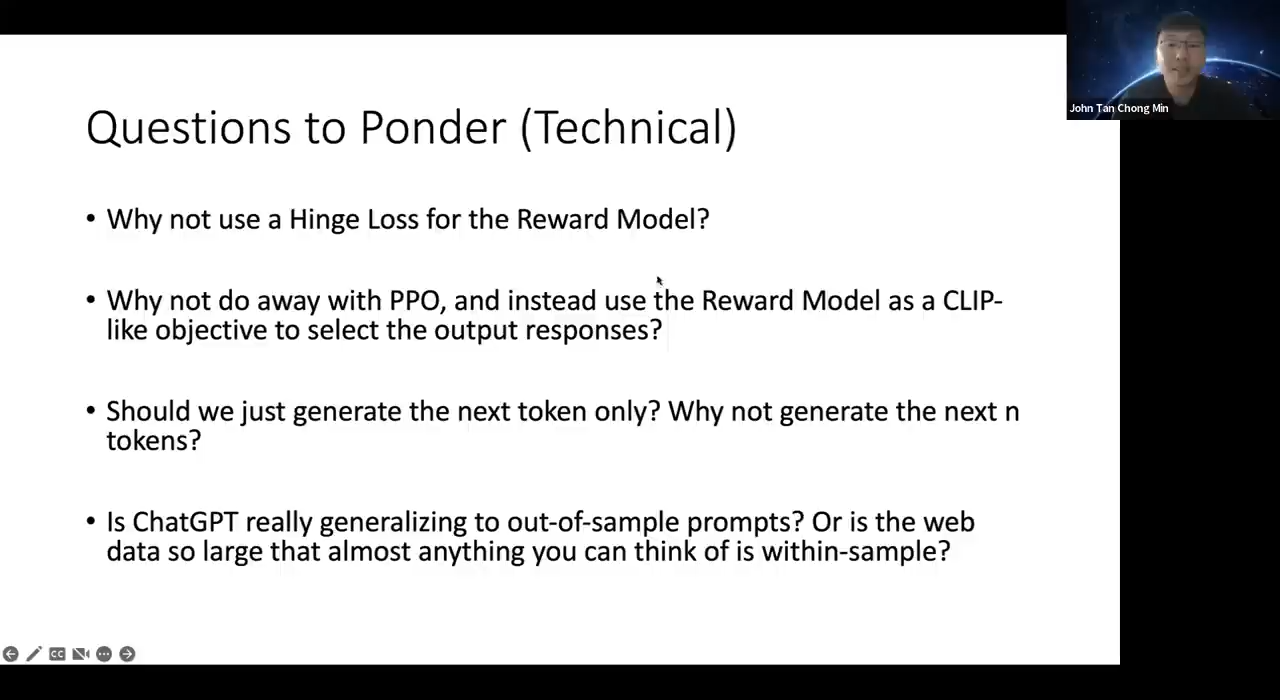 John Tan Chong Min
Questions to Ponder (Technical)
• Why not use a Hinge Loss for the Reward Model?
• Why not do away with PPO, and instead use the Reward Model as a CLIP-
like objective to select the output responses?
• Should we just generate the next token only? Why not generate the next n
tokens?
• Is ChatGPT really generalizing to out-of-sample prompts? Or is the web
data so large that almost anything you can think of is within-sample?
CC